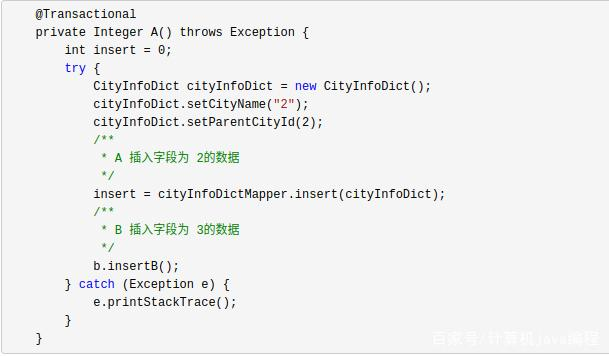 @Transactional
private Integer A() throws Exception {
    int insert = 0;
    try {
        CityInfoDict cityInfoDict = new CityInfoDict();
        cityInfoDict.setCityName("2");
        cityInfoDict.setParentCityId(2);
        /**
         * A 插入字段为 2的数据
         */
        insert = cityInfoDictMapper.insert(cityInfoDict);
        /**
         * B 插入字段为 3的数据
         */
        b.insertB();
    } catch (Exception e) {
        e.printStackTrace();
    }
}
百家号/计算机java编程